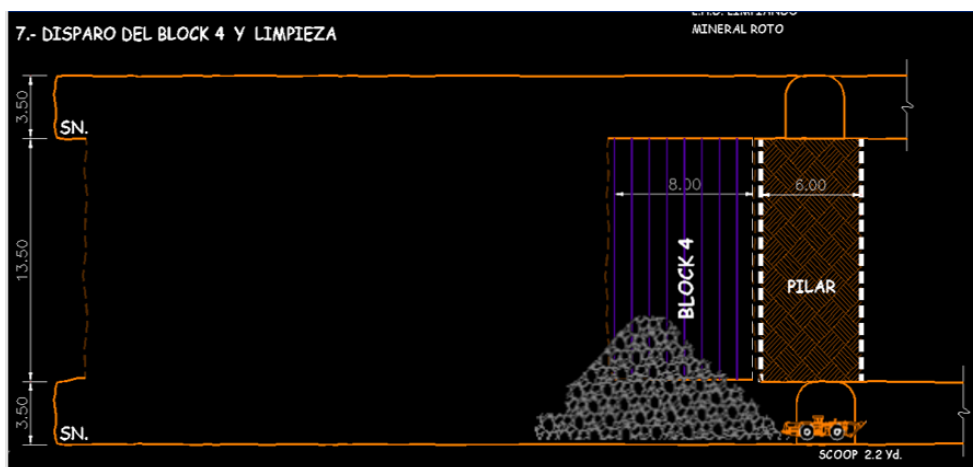 7.- DISPARO DEL BLOCK 4 Y LIMPIEZA
MINERAL ROTO
3.50
SN.
8.00
6.00
13.50
BLOCK 4
PILAR
3.50
SN.
SCOOP 2.2 Yd.